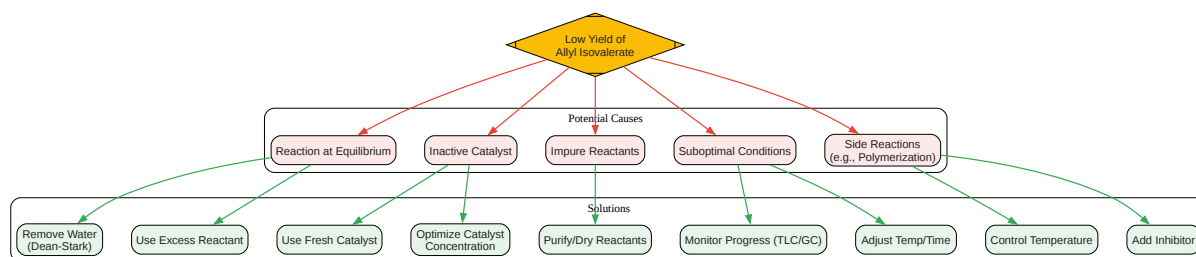 Low Yield of
Allyl Isovalerate
Potential Causes
Reaction at Equilibrium
Inactive Catalyst
Impure Reactants
Suboptimal Conditions
Side Reactions
(e.g., Polymerization)
Solutions
Remove Water
(Dean-Stark)
Use Excess Reactant
Use Fresh Catalyst
Optimize Catalyst
Concentration
Purify/Dry Reactants
Monitor Progress (TLC/GC)
Adjust Temp/Time
Control Temperature
Add Inhibitor